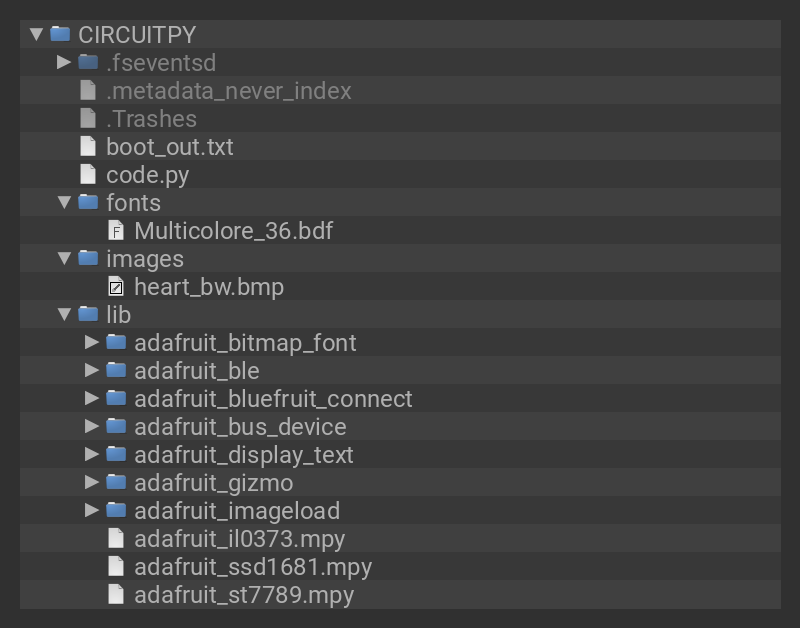 CIRCUITPY
.fseventsd
.metadata_never_index
.Trashes
boot_out.txt
code.py
fonts
F Multicolore_36.bdf
images
heart_bw.bmp
lib
adafruit_bitmap_font
adafruit_ble
adafruit_bluefruit_connect
adafruit_bus_device
adafruit_display_text
adafruit_gizmo
adafruit_imageload
adafruit_il0373.mpy
adafruit_ssd1681.mpy
adafruit_st7789.mpy